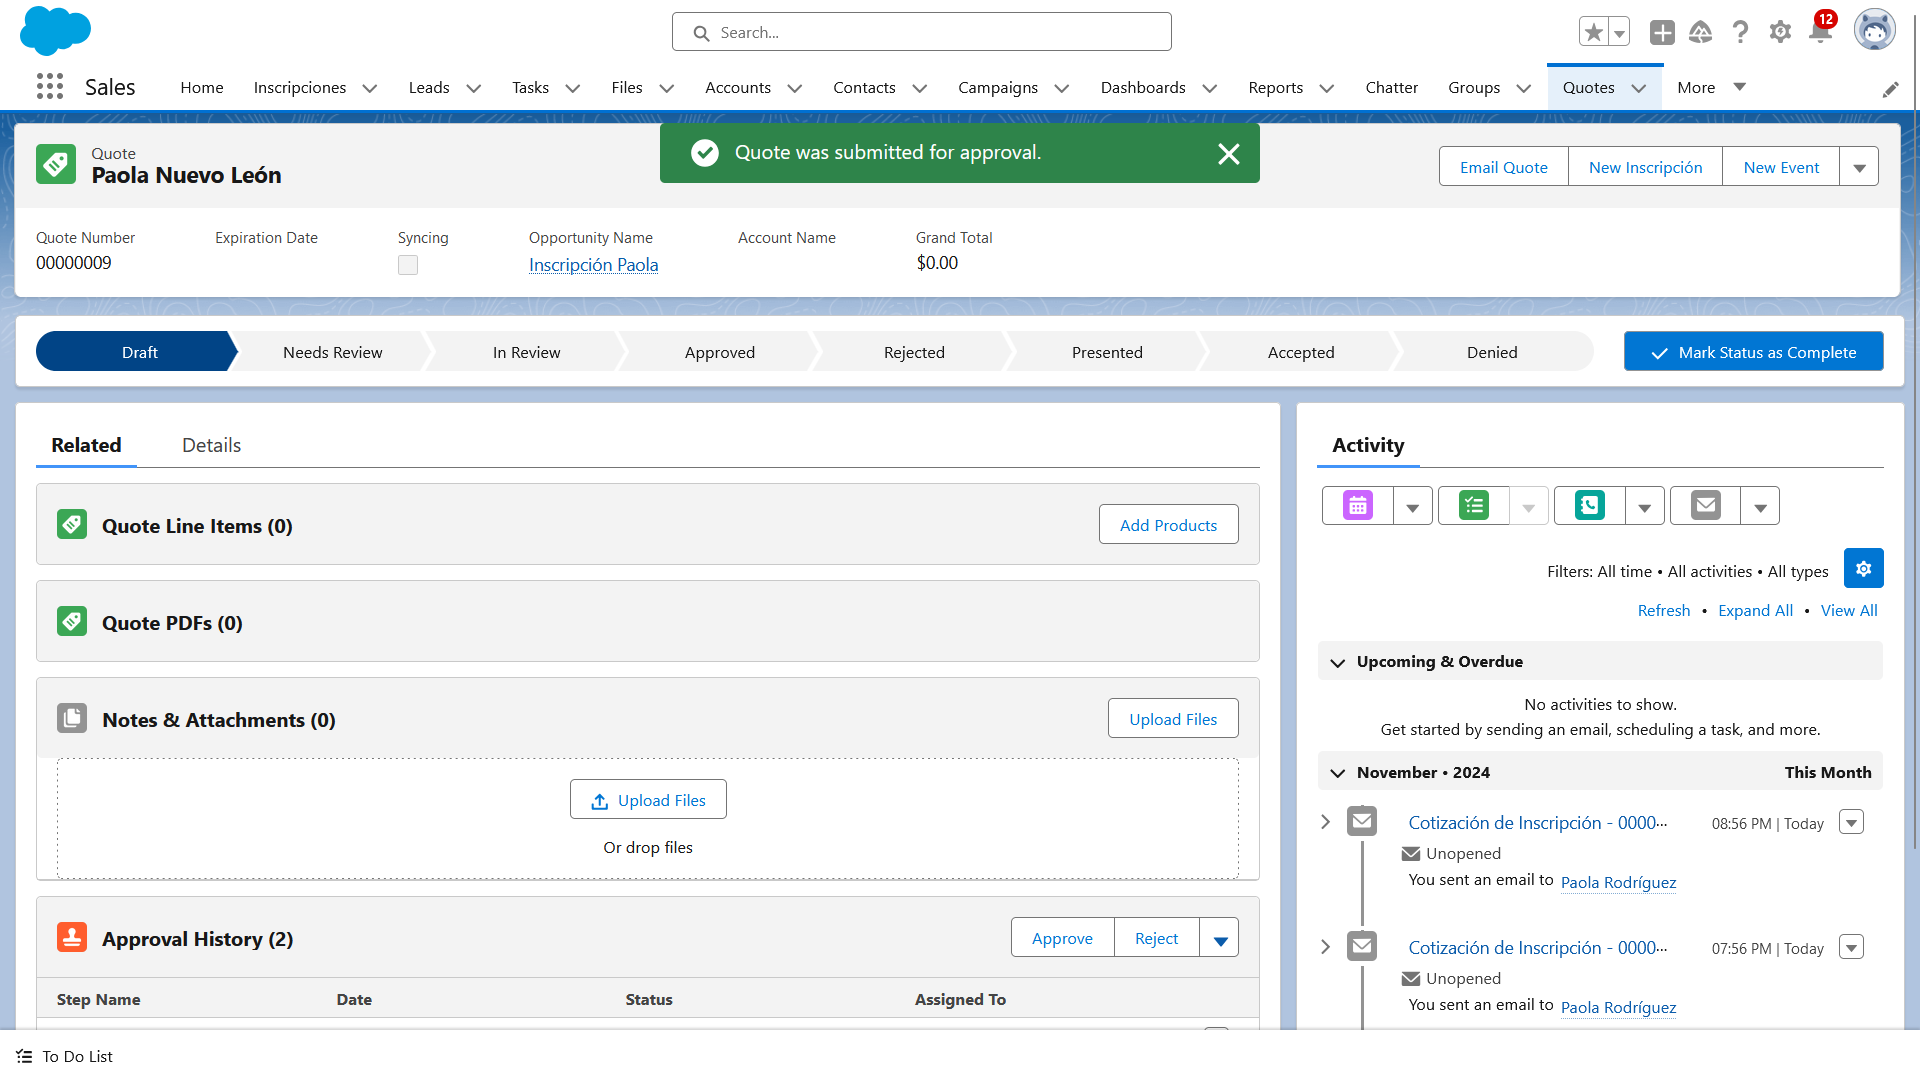 Search...
12
Sales
Home
Inscripciones
Leads
Tasks
Files
Accounts
Contacts
Campaigns
Dashboards
Reports
Chatter
Groups
Quotes
More
Quote
Paola Nuevo León
Quote was submitted for approval.
Email Quote
New Inscripción
New Event
Quote Number
Expiration Date
Syncing
Opportunity Name
Account Name
Grand Total
00000009
Inscripción Paola
$0.00
Draft
Needs Review
In Review
Approved
Rejected
Presented
Accepted
Denied
Mark Status as Complete
Related
Details
Quote Line Items (0)
Add Products
Quote PDFs (0)
Notes & Attachments (0)
Upload Files
Upload Files
Or drop files
Approval History (2)
Approve
Reject
Step Name
Date
Status
Assigned To
Activity
Filters: All time • All activities • All types
Refresh • Expand All • View All
Upcoming & Overdue
No activities to show.
Get started by sending an email, scheduling a task, and more.
November • 2024
This Month
Cotización de Inscripción - 0000...
08:56 PM | Today
Unopened
You sent an email to Paola Rodríguez
Cotización de Inscripción - 0000...
07:56 PM | Today
Unopened
You sent an email to Paola Rodríguez
To Do List